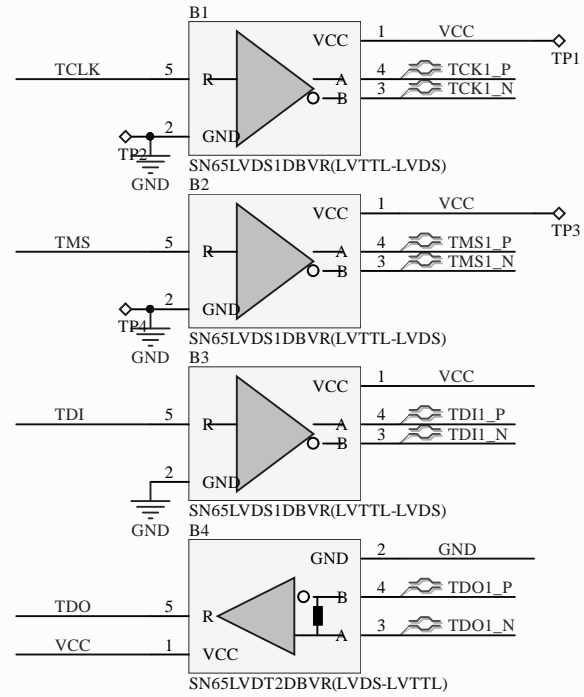 B1
VCC 1 VCC
TP1
TCLK 5 R A 4 TCK1_P
B 3 TCK1_N
2 GND
TP2
GND
SN65LVDS1DBVR(LVTTL-LVDS)
B2
VCC 1 VCC
TP3
TMS 5 R A 4 TMS1_P
B 3 TMS1_N
2 GND
TP4
GND
SN65LVDS1DBVR(LVTTL-LVDS)
B3
VCC 1 VCC
TDI 5 R A 4 TDI1_P
B 3 TDI1_N
2 GND
GND
SN65LVDS1DBVR(LVTTL-LVDS)
B4
GND 2 GND
B 4 TDO1_P
TDO 5 R A 3 TDO1_N
VCC 1 VCC
SN65LVDT2DBVR(LVDS-LVTTL)